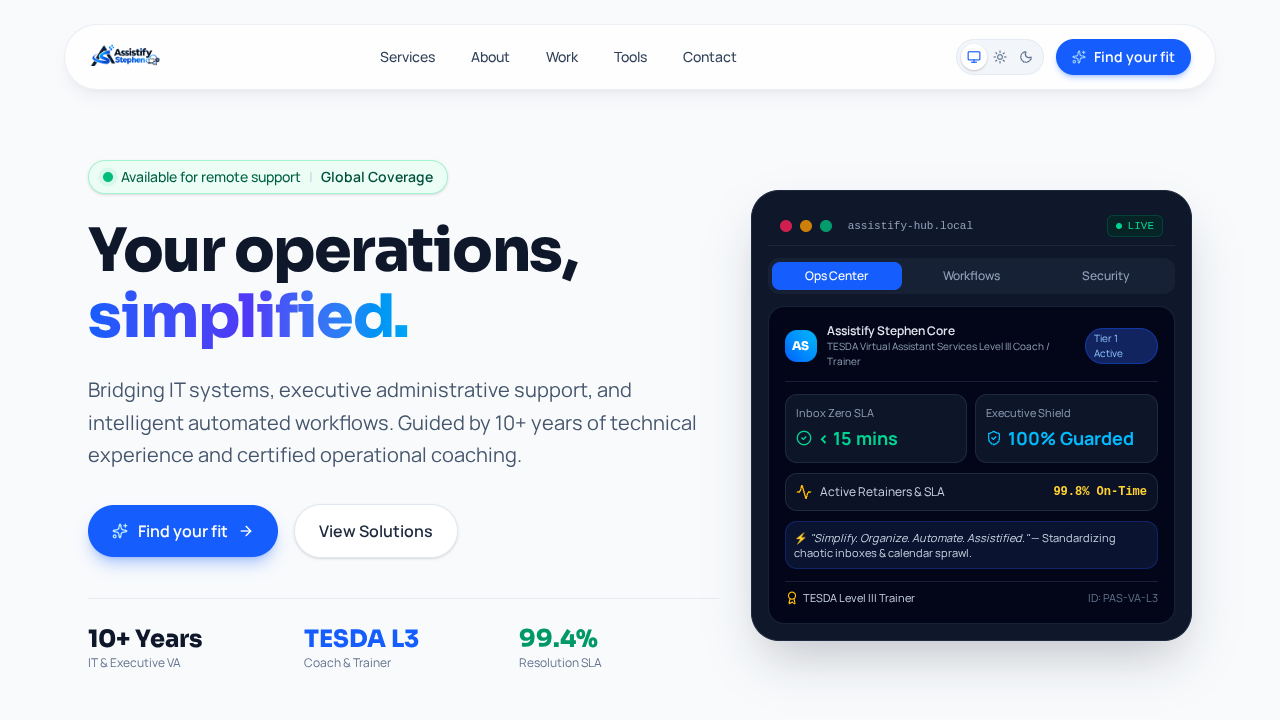 Assistify
Stephen
Services
About
Work
Tools
Contact
Find your fit
Available for remote support | Global Coverage
Your operations,
simplified.
Bridging IT systems, executive administrative support, and
intelligent automated workflows. Guided by 10+ years of technical
experience and certified operational coaching.
Find your fit
View Solutions
10+ Years
IT & Executive VA
TESDA L3
Coach & Trainer
99.4%
Resolution SLA
assistify-hub.local
LIVE
Ops Center
Workflows
Security
AS
Assistify Stephen Core
TESDA Virtual Assistant Services Level III Coach /
Trainer
Tier 1
Active
Inbox Zero SLA
< 15 mins
Executive Shield
100% Guarded
Active Retainers & SLA
99.8% On-Time
⚡ "Simplify. Organize. Automate. Assistified." — Standardizing
chaotic inboxes & calendar sprawl.
TESDA Level III Trainer
ID: PAS-VA-L3